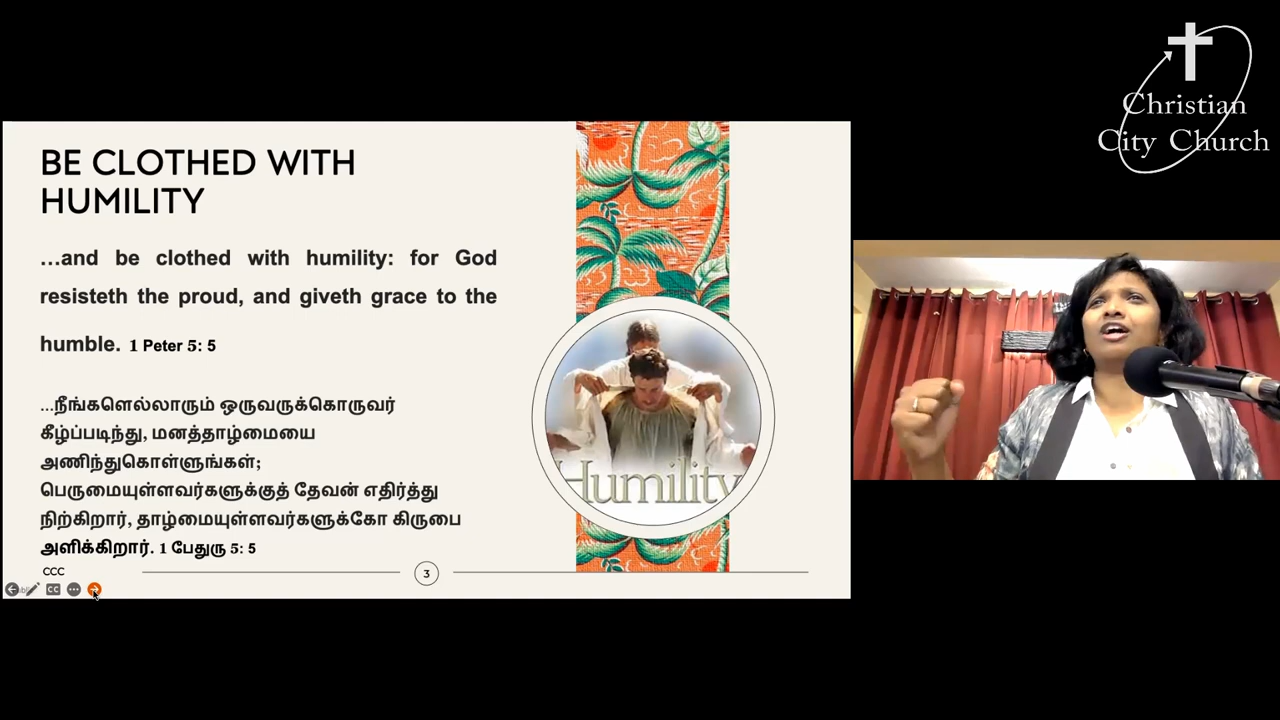 Christian
City Church
BE CLOTHED WITH
HUMILITY
…and be clothed with humility: for God
resisteth the proud, and giveth grace to the
humble. 1 Peter 5: 5
...நீங்களெல்லாரும் ஒருவருக்கொருவர்
கீழ்ப்படிந்து, மனத்தாழ்மையை
அணிந்துகொள்ளுங்கள்;
பெருமையுள்ளவர்களுக்குத் தேவன் எதிர்த்து
நிற்கிறார், தாழ்மையுள்ளவர்களுக்கோ கிருபை
அளிக்கிறார். 1 பேதுரு 5: 5
Humility
CCC
3
CC